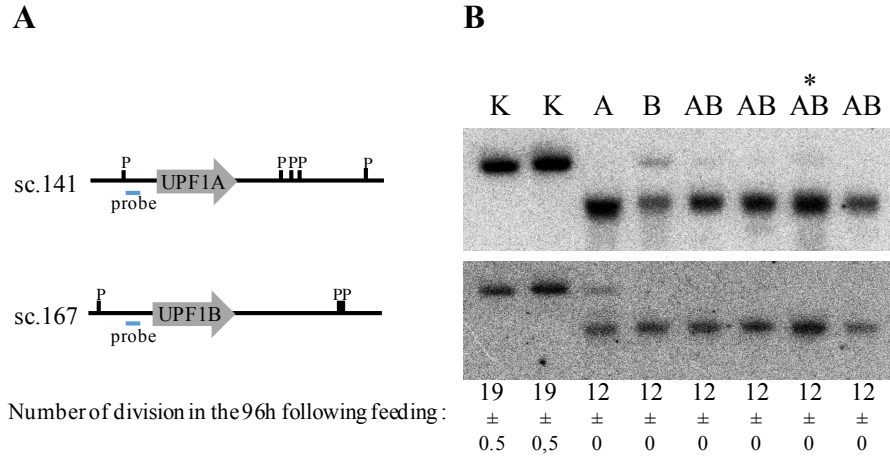 A
B
*
K K A B AB AB AB AB
P P P P P
sc.141 UPF1A
probe
P PP
sc.167 UPF1B
probe
19 19 12 12 12 12 12 12
Number of division in the 96h following feeding :
± ± ± ± ± ± ± ±
0.5 0,5 0 0 0 0 0 0